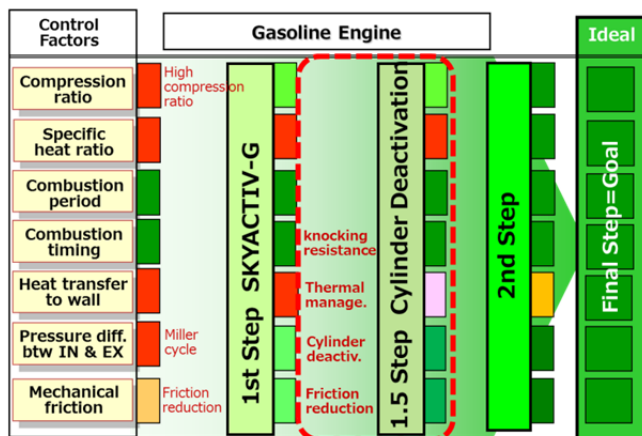 Control
Factors
Gasoline Engine
Ideal
Compression
ratio
High
compression
ratio
Specific
heat ratio
Combustion
period
Combustion
timing
knocking
resistance
Heat transfer
to wall
Thermal
manage.
Pressure diff.
btw IN & EX
Miller
cycle
Cylinder
deactiv.
Mechanical
friction
Friction
reduction
Friction
reduction
1st Step SKYACTIV-G
1.5 Step Cylinder Deactivation
2nd Step
Final Step=Goal